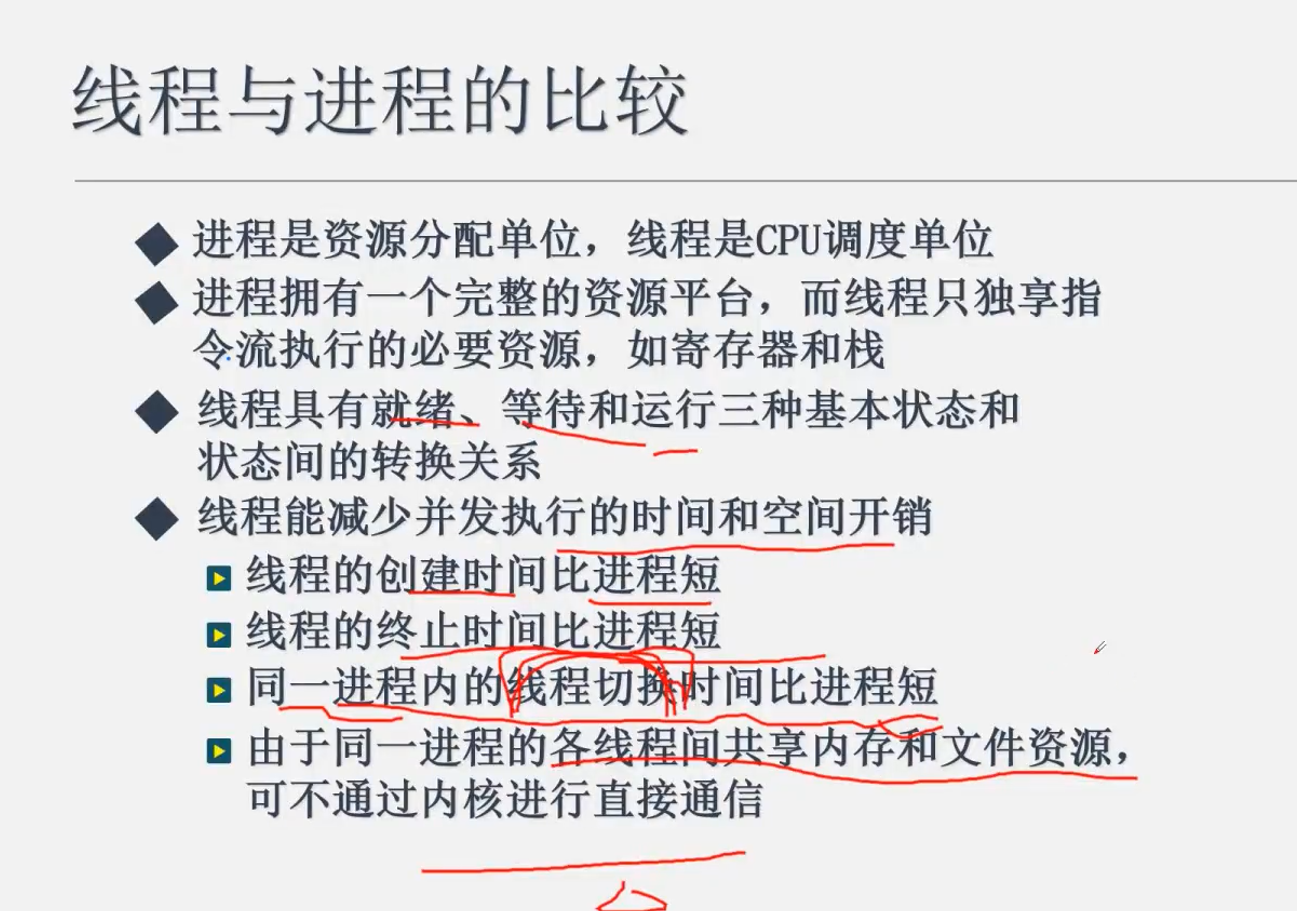 线程与进程的比较
进程是资源分配单位，线程是CPU调度单位
进程拥有一个完整的资源平台，而线程只独享指
令流执行的必要资源，如寄存器和栈
线程具有就绪、等待和运行三种基本状态和
状态间的转换关系
线程能减少并发执行的时间和空间开销
线程的创建时间比进程短
线程的终止时间比进程短
同一进程内的线程切换时间比进程短
由于同一进程的各线程间共享内存和文件资源，
可不通过内核进行直接通信